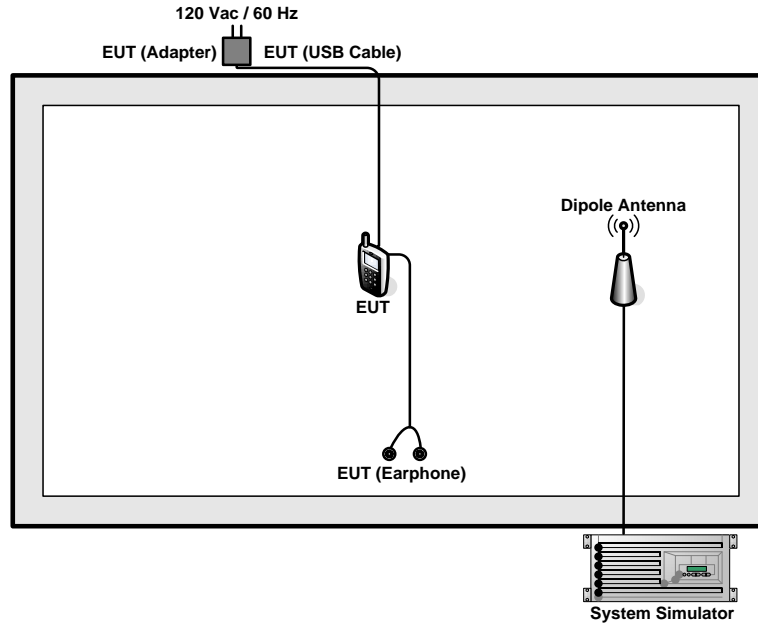 120 Vac / 60 Hz
EUT (Adapter)
EUT (USB Cable)
Dipole Antenna
EUT
EUT (Earphone)
System Simulator